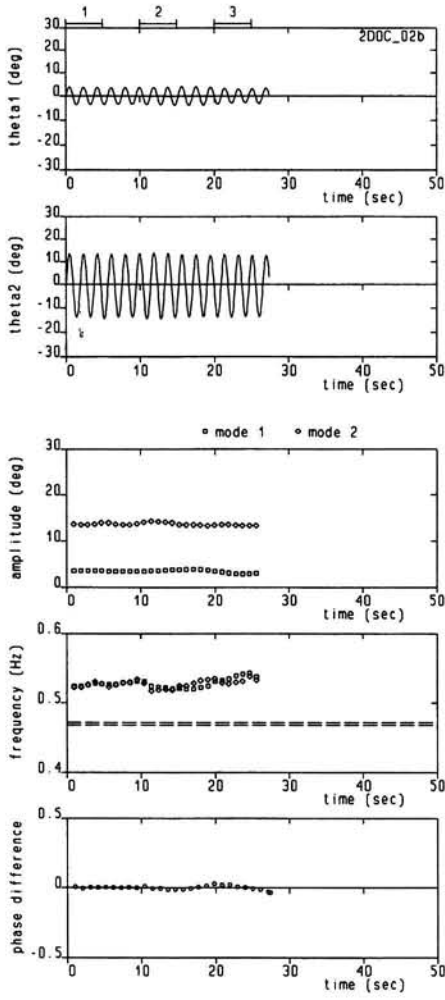 1 2 3
2DOC_02b
theta1 (deg)
30
20
10
0
-10
-20
-30
0 10 20 30 40 50
time (sec)
theta2 (deg)
30
20
10
0
-10
-20
-30
0 10 20 30 40 50
time (sec)
mode 1 mode 2
amplitude (deg)
30
20
10
0
0 10 20 30 40 50
time (sec)
frequency (Hz)
0.6
0.5
0.4
0 10 20 30 40 50
time (sec)
phase difference
0.5
0
-0.5
0 10 20 30 40 50
time (sec)